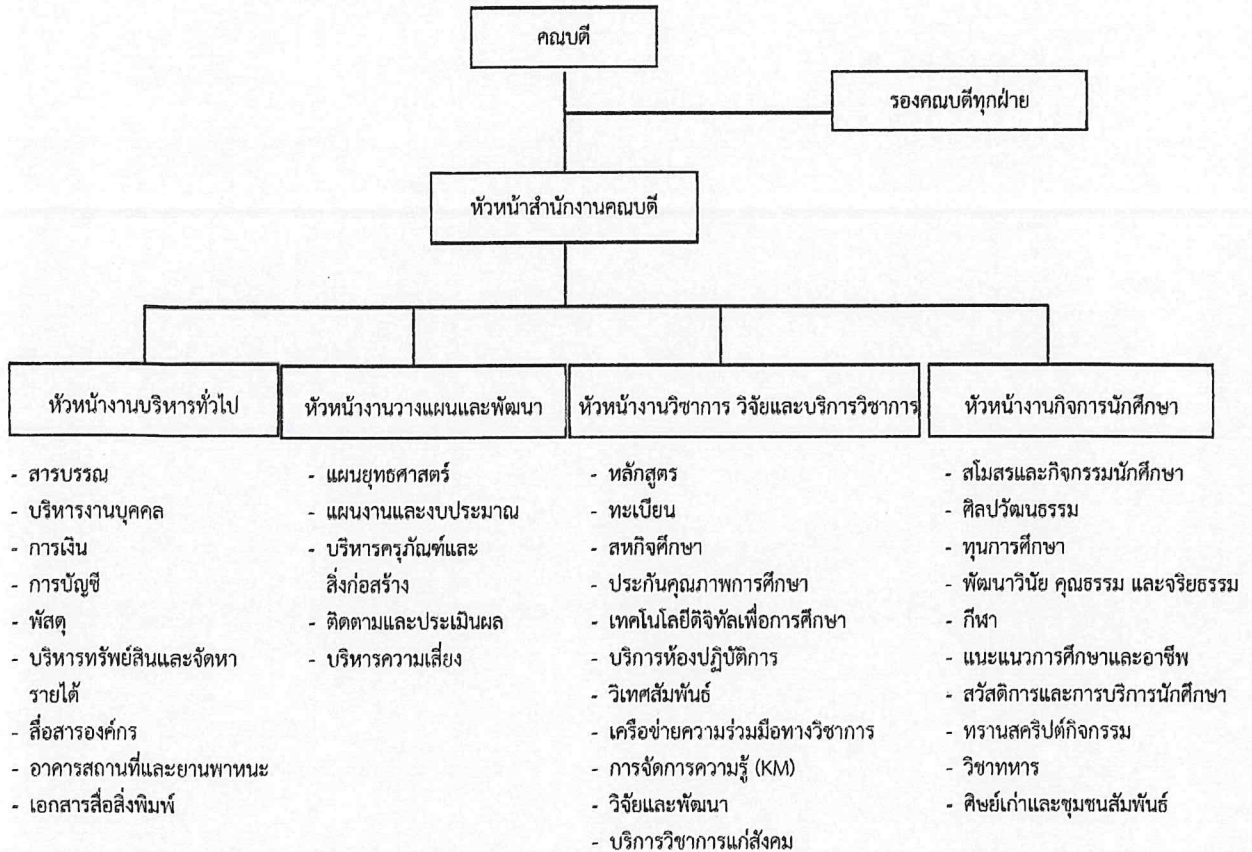 คณบดี
รองคณบดีทุกฝ่าย
หัวหน้าสำนักงานคณบดี
หัวหน้างานบริหารทั่วไป
- สารบรรณ
- บริหารงานบุคคล
- การเงิน
- การบัญชี
- พัสดุ
- บริหารทรัพย์สินและจัดหา
รายได้
- สื่อสารองค์กร
- อาคารสถานที่และยานพาหนะ
- เอกสารสื่อสิ่งพิมพ์
หัวหน้างานวางแผนและพัฒนา
- แผนยุทธศาสตร์
- แผนงานและงบประมาณ
- บริหารครุภัณฑ์และ
สิ่งก่อสร้าง
- ติดตามและประเมินผล
- บริหารความเสี่ยง
หัวหน้างานวิชาการ วิจัยและบริการวิชาการ
- หลักสูตร
- ทะเบียน
- สหกิจศึกษา
- ประกันคุณภาพการศึกษา
- เทคโนโลยีดิจิทัลเพื่อการศึกษา
- บริการห้องปฏิบัติการ
- วิเทศสัมพันธ์
- เครือข่ายความร่วมมือทางวิชาการ
- การจัดการความรู้ (KM)
- วิจัยและพัฒนา
- บริการวิชาการแก่สังคม
หัวหน้างานกิจการนักศึกษา
- สโมสรและกิจกรรมนักศึกษา
- ศิลปวัฒนธรรม
- ทุนการศึกษา
- พัฒนาวินัย คุณธรรม และจริยธรรม
- กีฬา
- แนะแนวการศึกษาและอาชีพ
- สวัสดิการและการบริการนักศึกษา
- ทรานสคริปต์กิจกรรม
- วิชาทหาร
- ศิษย์เก่าและชุมชนสัมพันธ์